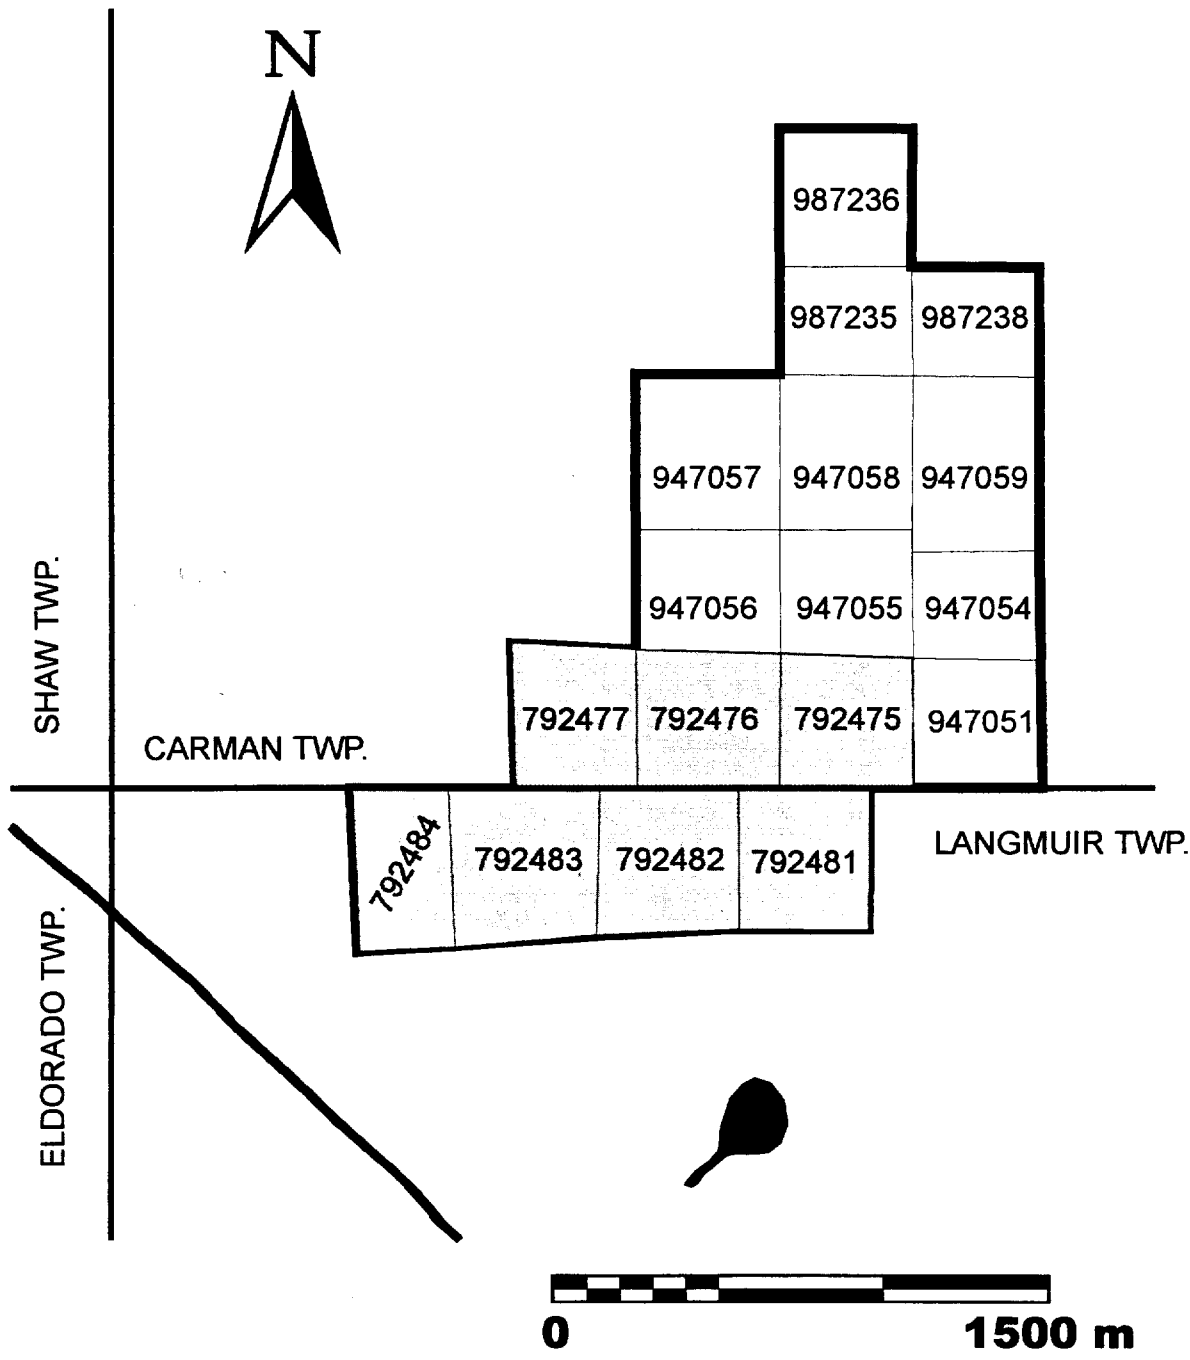 N
987236
987235 987238
947057 947058 947059
947056 947055 947054
792477 792476 792475 947051
SHAW TWP.
CARMAN TWP.
792484 792483 792482 792481
LANGMUIR TWP.
ELDORADO TWP.
0 1500 m